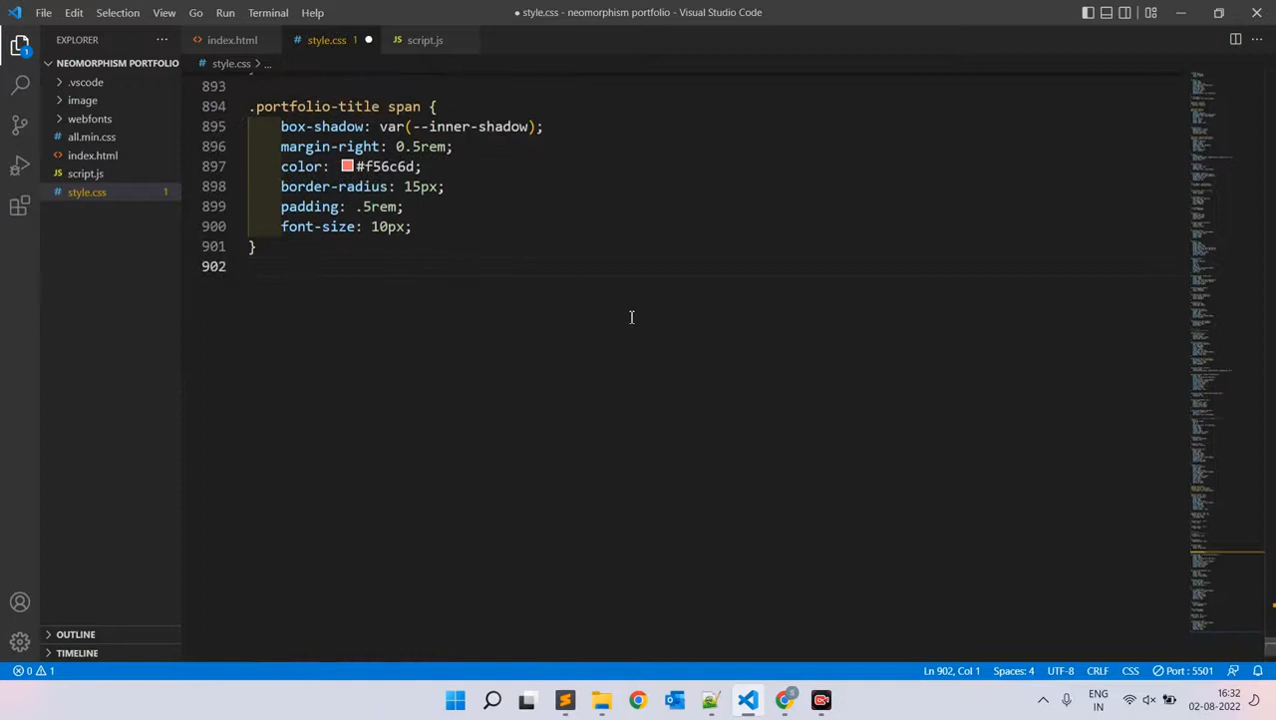 File Edit Selection View Go Run Terminal Help
● style.css - neomorphism portfolio - Visual Studio Code
EXPLORER
index.html
style.css 1
script.js
NEOMORPHISM PORTFOLIO
style.css > ...
.vscode
image
webfonts
all.min.css
index.html
script.js
style.css 1
893
894 .portfolio-title span {
895 box-shadow: var(--inner-shadow);
896 margin-right: 0.5rem;
897 color: #f56c6d;
898 border-radius: 15px;
899 padding: .5rem;
900 font-size: 10px;
901 }
902
OUTLINE
TIMELINE
0 1
Ln 902, Col 1 Spaces: 4 UTF-8 CRLF CSS Port : 5501
ENG
IN
16:32
02-08-2022